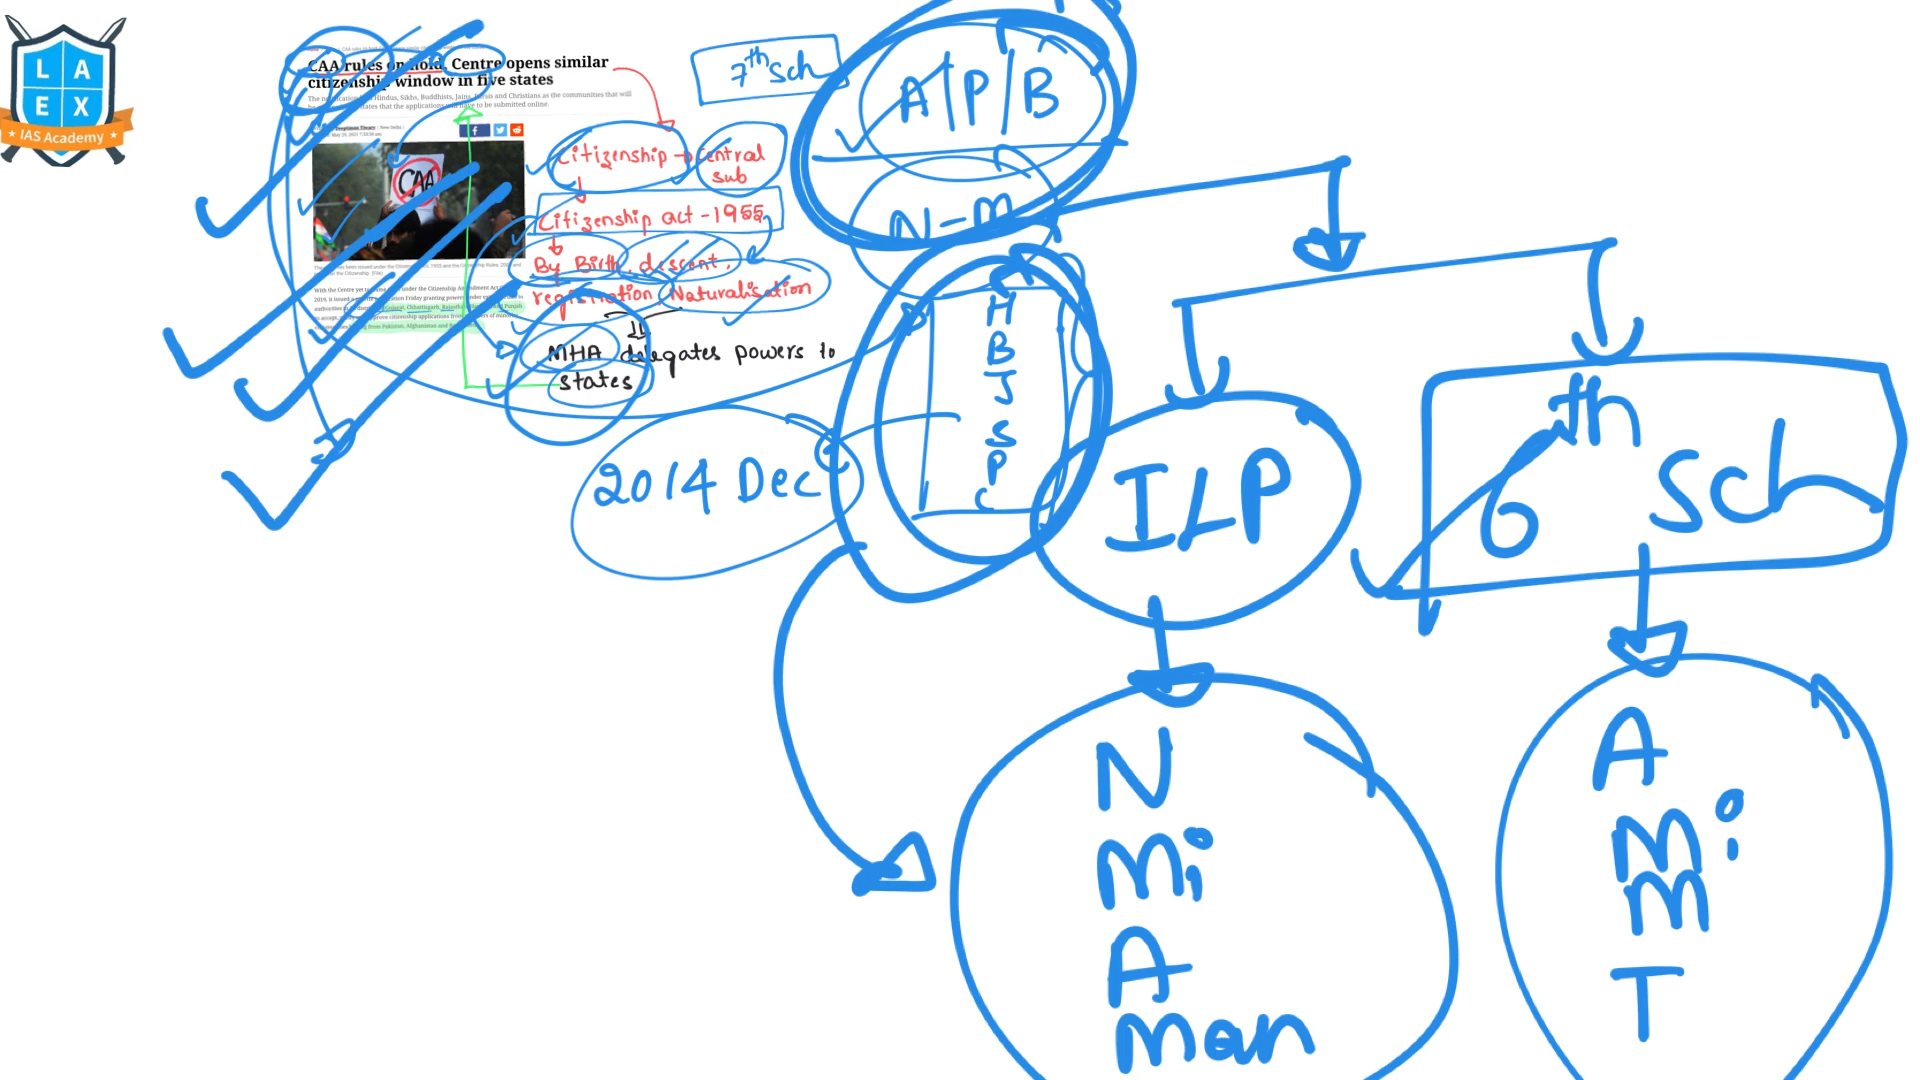 L A
E X
IAS Academy
CAA rules on hold, Centre opens similar
citizenship window in five states
7th Sch
A/P/B
N-M
Citizenship → Central
sub
Citizenship act - 1955
By Birth, descent,
registration, Naturalisation
MHA delegates powers to
states
2014 Dec
H
B
J
S
P
C
ILP
6th Sch
N
Mi
A
Man
A
Mi
M
T
CAA